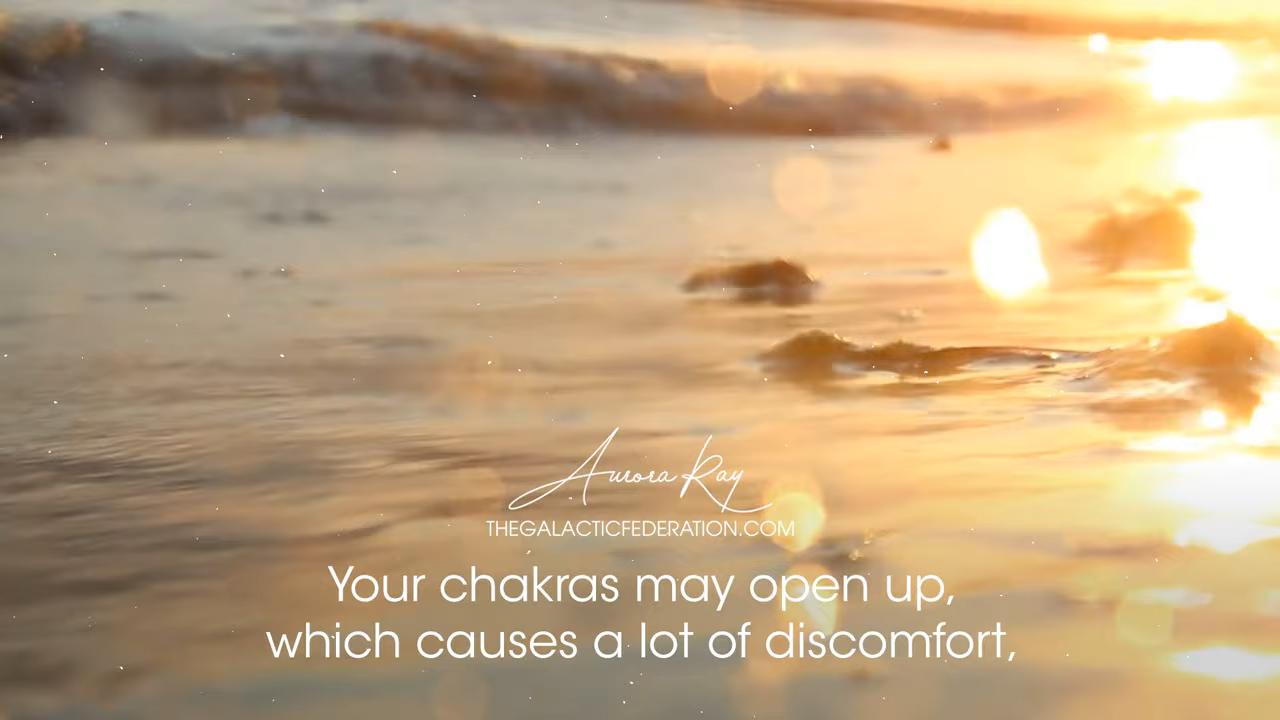 Aurora Ray
THEGALACTICFEDERATION.COM
Your chakras may open up,
which causes a lot of discomfort,